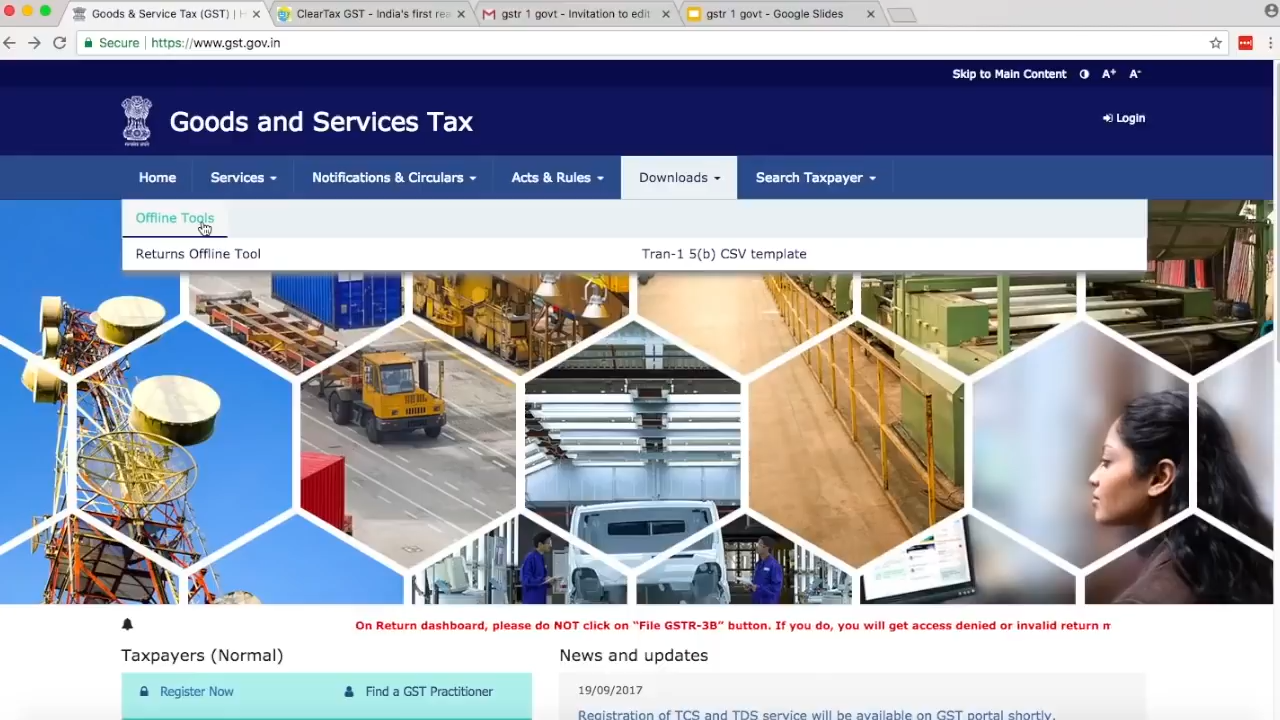 Goods & Service Tax (GST) | H
ClearTax GST - India's first rea
gstr 1 govt - Invitation to edit
gstr 1 govt - Google Slides
Secure | https://www.gst.gov.in
Skip to Main Content A+ A-
Goods and Services Tax
Login
Home Services Notifications & Circulars Acts & Rules Downloads Search Taxpayer
Offline Tools
Returns Offline Tool Tran-1 5(b) CSV template
On Return dashboard, please do NOT click on “File GSTR-3B” button. If you do, you will get access denied or invalid return m
Taxpayers (Normal) News and updates
Register Now Find a GST Practitioner 19/09/2017
Registration of TCS and TDS service will be available on GST portal shortly.